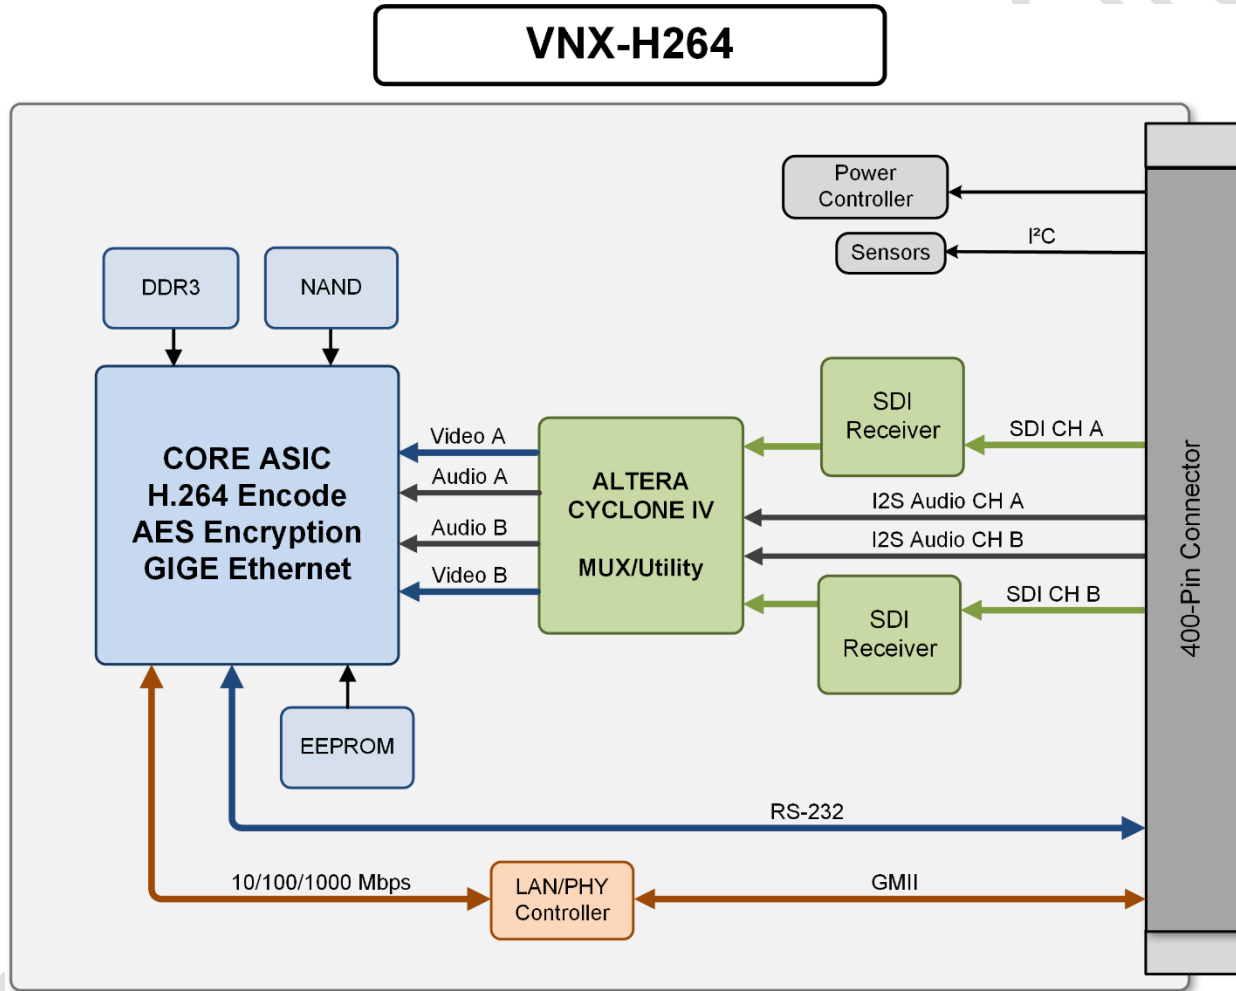 VNX-H264
Power
Controller
I²C
Sensors
DDR3
NAND
SDI
Receiver
SDI CH A
Video A
CORE ASIC
H.264 Encode
AES Encryption
GIGE Ethernet
Audio A
ALTERA
CYCLONE IV
MUX/Utility
I2S Audio CH A
Audio B
I2S Audio CH B
Video B
SDI CH B
SDI
Receiver
400-Pin Connector
EEPROM
RS-232
10/100/1000 Mbps
LAN/PHY
Controller
GMII